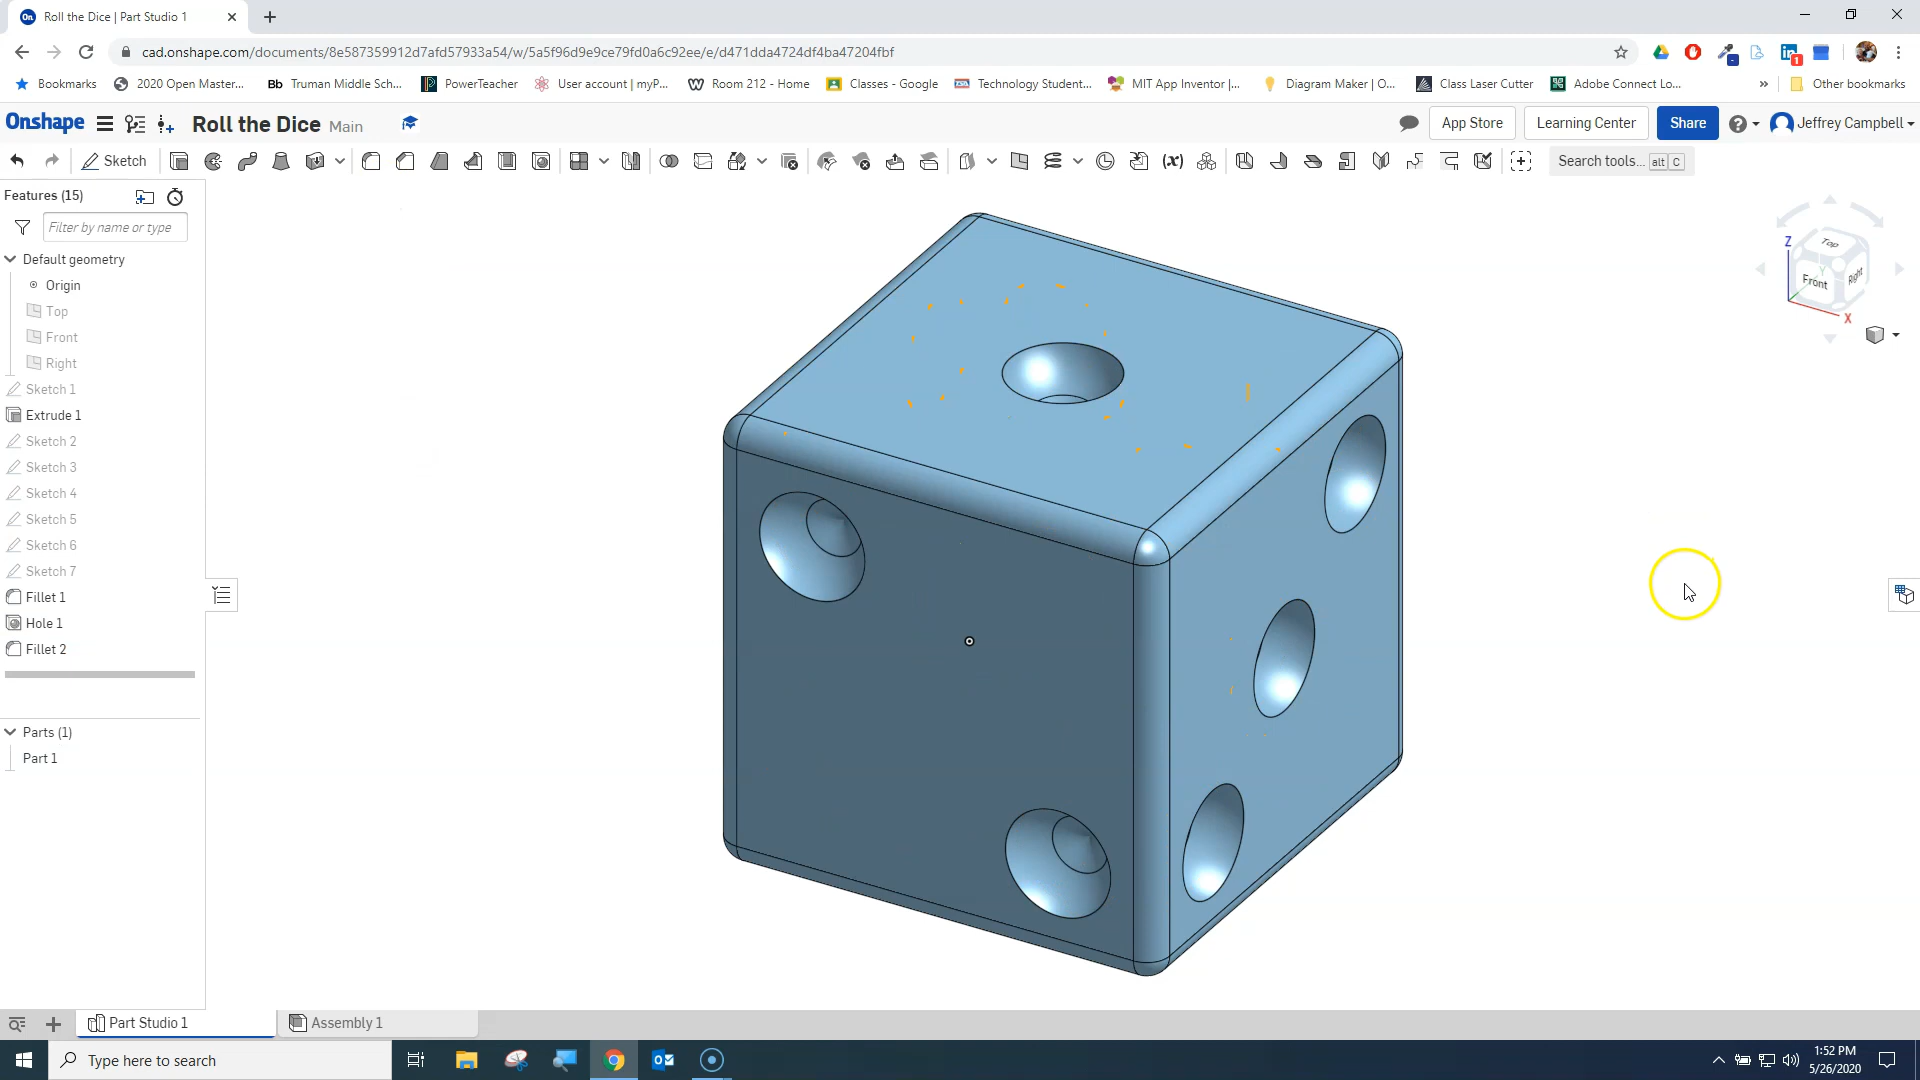 Roll the Dice | Part Studio 1
cad.onshape.com/documents/8e587359912d7afd57933a54/w/5a5f96d9e9ce79fd0a6c92ee/e/d471dda4724df4ba47204fbf
Bookmarks 2020 Open Master... Bb Truman Middle Sch... PowerTeacher User account | myP... Room 212 - Home Classes - Google Technology Student... MIT App Inventor |... Diagram Maker | O... Class Laser Cutter Adobe Connect Lo... » Other bookmarks
Onshape Roll the Dice Main App Store Learning Center Share Jeffrey Campbell
Sketch (x) Search tools... alt C
Features (15)
Filter by name or type
Default geometry
Origin
Top
Front
Right
Sketch 1
Extrude 1
Sketch 2
Sketch 3
Sketch 4
Sketch 5
Sketch 6
Sketch 7
Fillet 1
Hole 1
Fillet 2
Parts (1)
Part 1
Z
Top
Front
Right
Y
X
Part Studio 1 Assembly 1
Type here to search
1:52 PM
5/26/2020